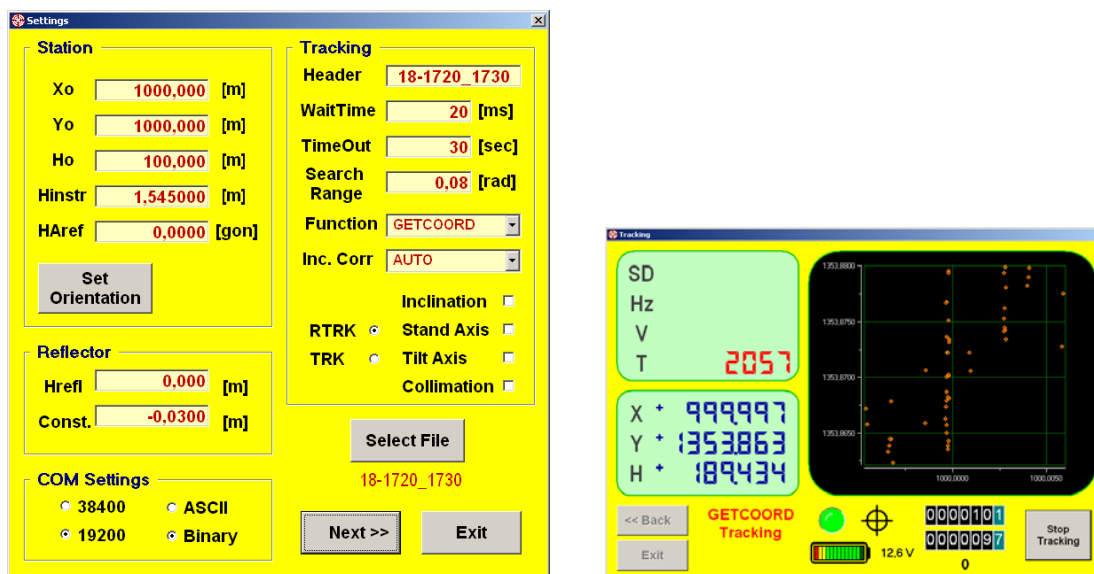 Settings
Station
Xo 1000,000 [m]
Yo 1000,000 [m]
Ho 100,000 [m]
Hinstr 1,545000 [m]
HAref 0,0000 [gon]
Set
Orientation
Reflector
Hrefl 0,000 [m]
Const. -0,0300 [m]
COM Settings
38400 ASCII
19200 Binary
Tracking
Header 18-1720_1730
WaitTime 20 [ms]
TimeOut 30 [sec]
Search
Range 0,08 [rad]
Function GETCOORD
Inc. Corr AUTO
Inclination
RTRK Stand Axis
TRK Tilt Axis
Collimation
Select File
18-1720_1730
Next >> Exit
Tracking
SD
Hz
V
T 2057
X + 999,997
Y + 1353,863
H + 189,434
1353,8800
1353,8750
1353,8700
1353,8650
1000,0000 1000,0050
<< Back
Exit
GETCOORD
Tracking
12,6 V
0000101
0000097
0
Stop
Tracking